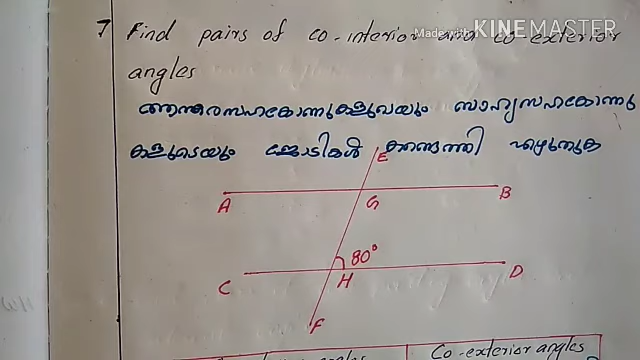 Made with KINEMASTER
7 Find pairs of co-interior and co-exterior
angles
ആന്തരസഹകോണുകളുടെയും ബാഹ്യസഹകോണു
കളുടെയും ജോടികൾ കണ്ടെത്തി എഴുതുക
E
A G B
80°
C H D
F
Co-exterior angles